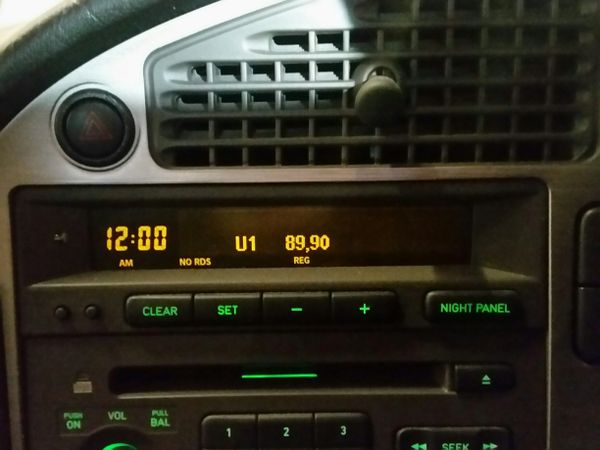 12:00 U1 89,90
AM NO RDS REG
CLEAR SET - + NIGHT PANEL
PUSH ON VOL PULL BAL
1 2 3
SEEK